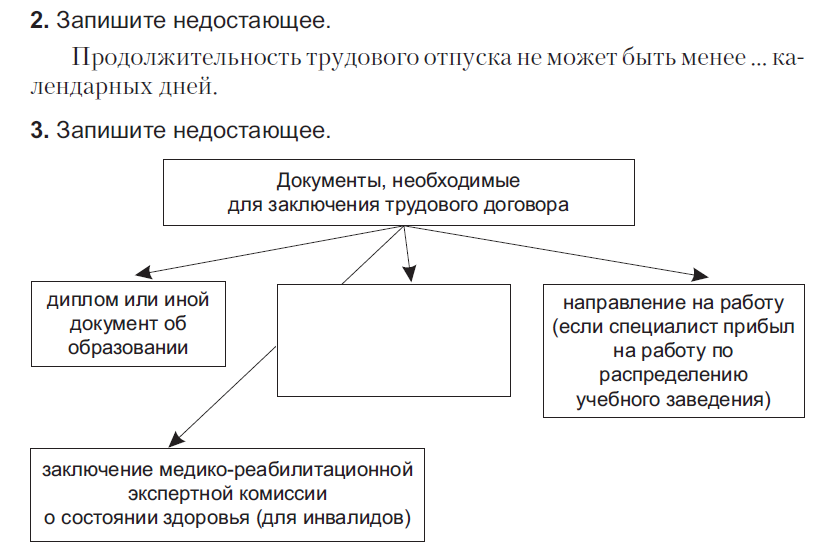 2. Запишите недостающее.
Продолжительность трудового отпуска не может быть менее ... ка-
лендарных дней.
3. Запишите недостающее.
Документы, необходимые
для заключения трудового договора
диплом или иной
документ об
образовании
направление на работу
(если специалист прибыл
на работу по
распределению
учебного заведения)
заключение медико-реабилитационной
экспертной комиссии
о состоянии здоровья (для инвалидов)